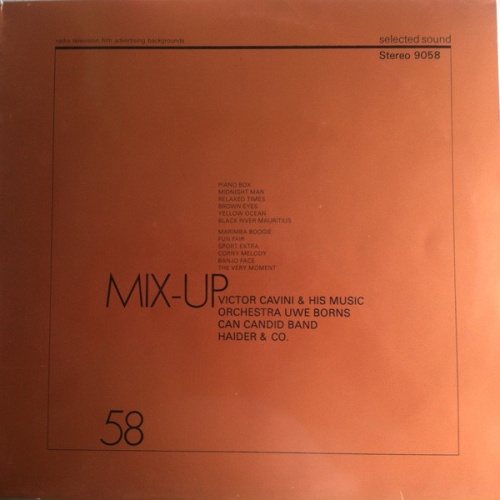 radio television film advertising backgrounds
selected sound
Stereo 9058
PIANO BOX
MIDNIGHT MAN
RELAXED TIMES
BROWN EYES
YELLOW OCEAN
BLACK RIVER MAURITIUS
MARIMBA BOOGIE
FUN FAIR
SPORT EXTRA
CORKY MELODY
BANJO FACE
THE VERY MOMENT
MIX-UP
VICTOR CAVINI & HIS MUSIC
ORCHESTRA UWE BORNS
CAN CANDID BAND
HAIDER & CO.
58